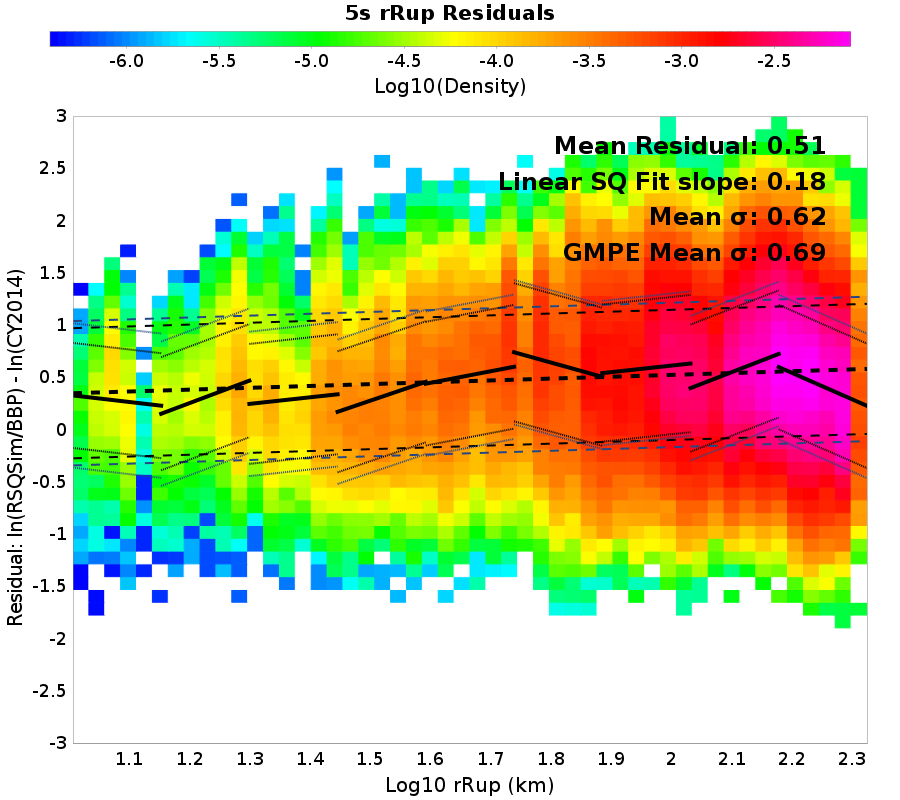 5s rRup Residuals
-6.0 -5.5 -5.0 -4.5 -4.0 -3.5 -3.0 -2.5
Log10(Density)
Mean Residual: 0.51
Linear SQ Fit slope: 0.18
Mean σ: 0.62
GMPE Mean σ: 0.69
Residual: ln(RSQSim/BBP) - ln(CY2014)
3
2.5
2
1.5
1
0.5
0
-0.5
-1
-1.5
-2
-2.5
-3
1.1 1.2 1.3 1.4 1.5 1.6 1.7 1.8 1.9 2 2.1 2.2 2.3
Log10 rRup (km)